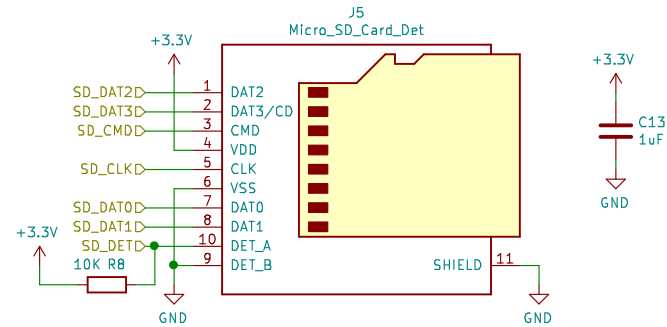 J5
Micro_SD_Card_Det
+3.3V
SD_DAT2 1 DAT2
SD_DAT3 2 DAT3/CD
SD_CMD 3 CMD
4 VDD
SD_CLK 5 CLK
6 VSS
SD_DAT0 7 DAT0
SD_DAT1 8 DAT1
SD_DET 10 DET_A
9 DET_B
+3.3V
10K R8
GND
SHIELD 11
GND
+3.3V
C13
1uF
GND